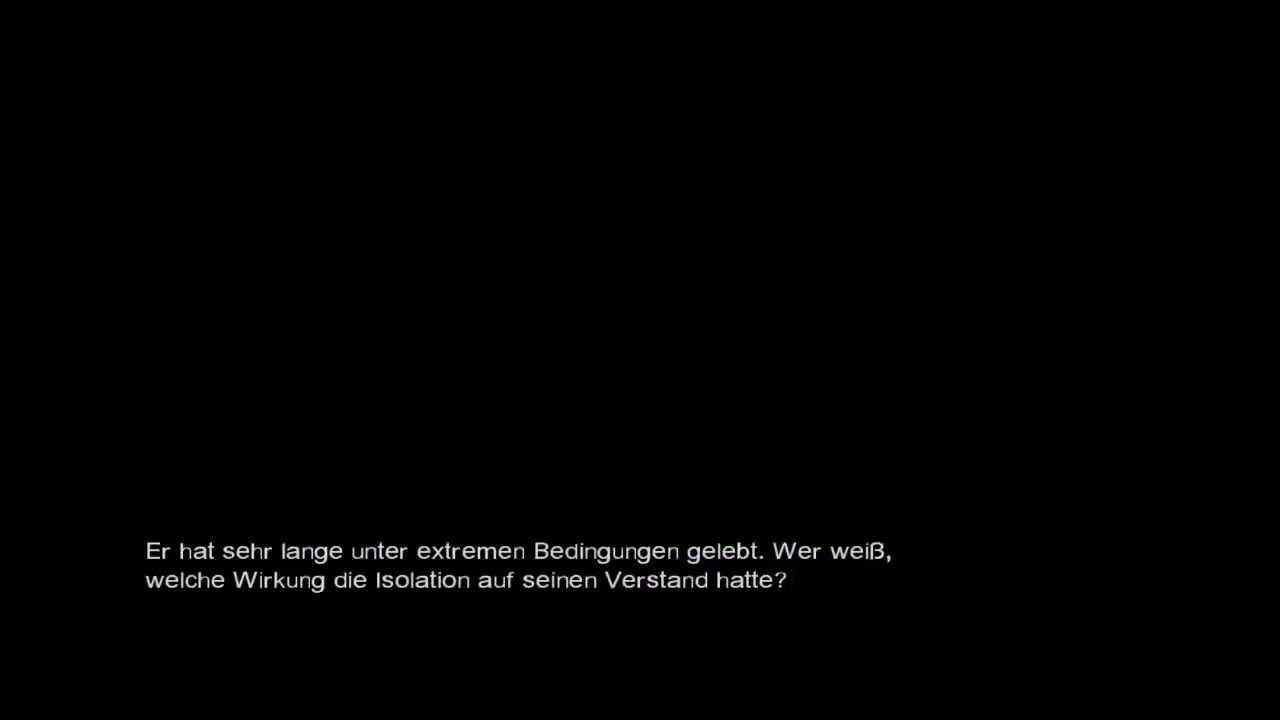 Er hat sehr lange unter extremen Bedingungen gelebt. Wer weiß,
welche Wirkung die Isolation auf seinen Verstand hatte?